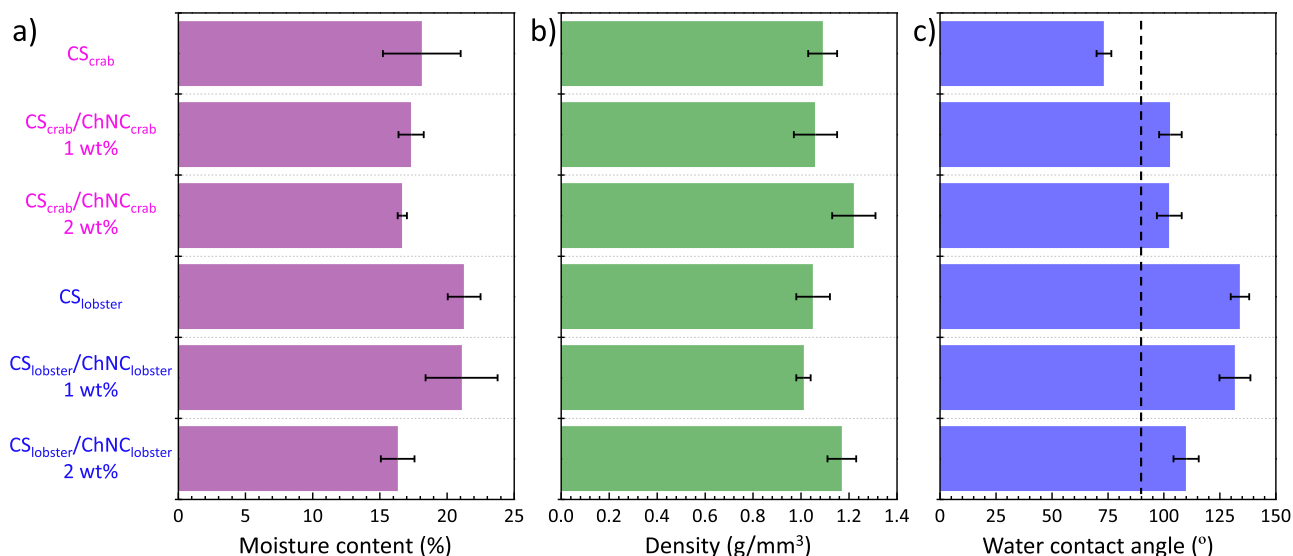 a)
b)
c)
CScrab
CScrab/ChNCcrab
1 wt%
CScrab/ChNCcrab
2 wt%
CSlobster
CSlobster/ChNClobster
1 wt%
CSlobster/ChNClobster
2 wt%
0 5 10 15 20 25
0.0 0.2 0.4 0.6 0.8 1.0 1.2 1.4
0 25 50 75 100 125 150
Moisture content (%)
Density (g/mm³)
Water contact angle (º)